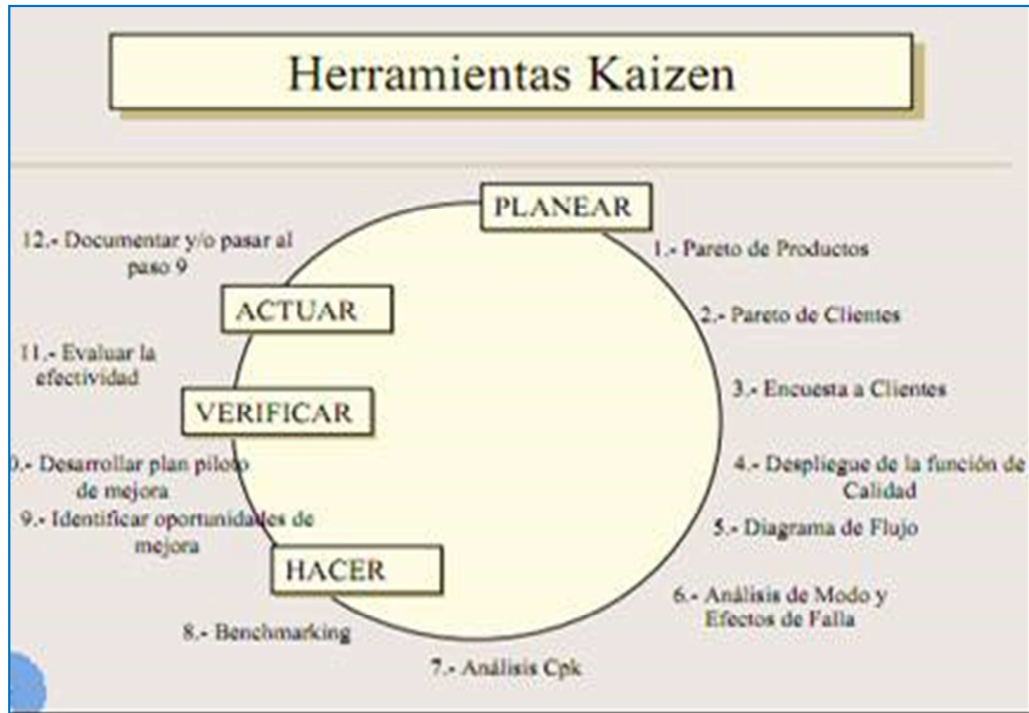 Herramientas Kaizen
PLANEAR
1.- Pareto de Productos
2.- Pareto de Clientes
3.- Encuesta a Clientes
4.- Despliegue de la función de
Calidad
5.- Diagrama de Flujo
6.- Análisis de Modo y
Efectos de Falla
7.- Análisis Cpk
8.- Benchmarking
HACER
9.- Identificar oportunidades de
mejora
0.- Desarrollar plan piloto
de mejora
VERIFICAR
11.- Evaluar la
efectividad
ACTUAR
12.- Documentar y/o pasar al
paso 9